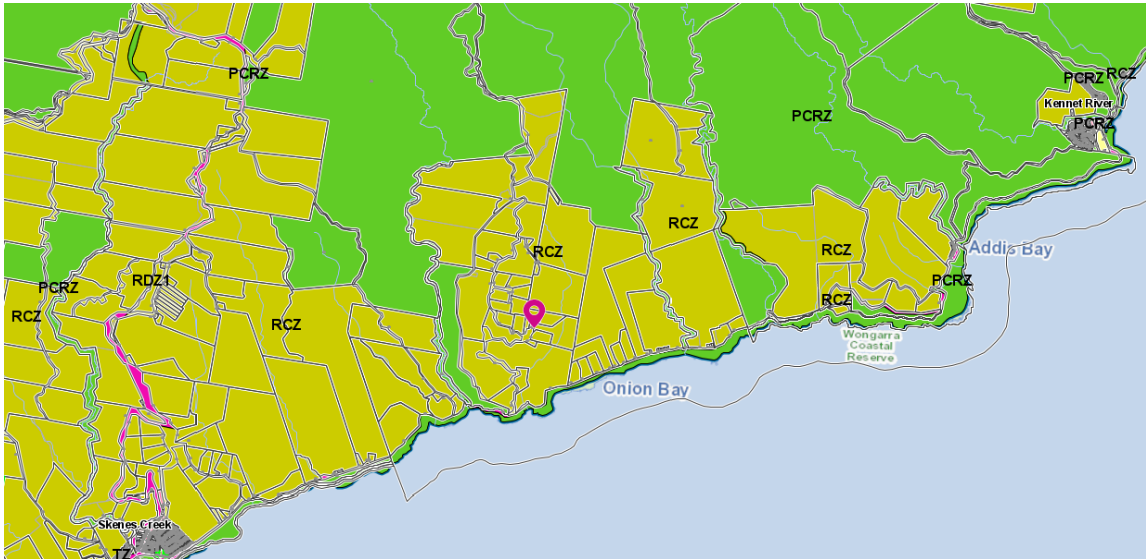 PCRZ
PCRZ
RCZ
Kennet River
PCRZ
PCRZ
RCZ
RCZ
RCZ
Addis Bay
PCRZ
RDZ1
PCRZ
RCZ
RCZ
RCZ
Wongarra
Coastal
Reserve
Onion Bay
Skenes Creek
TZ